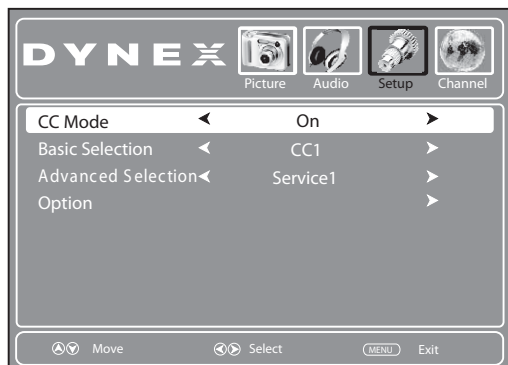 DYNEX
Picture Audio Setup Channel
CC Mode On
Basic Selection CC1
Advanced Selection Service1
Option
Move Select MENU Exit